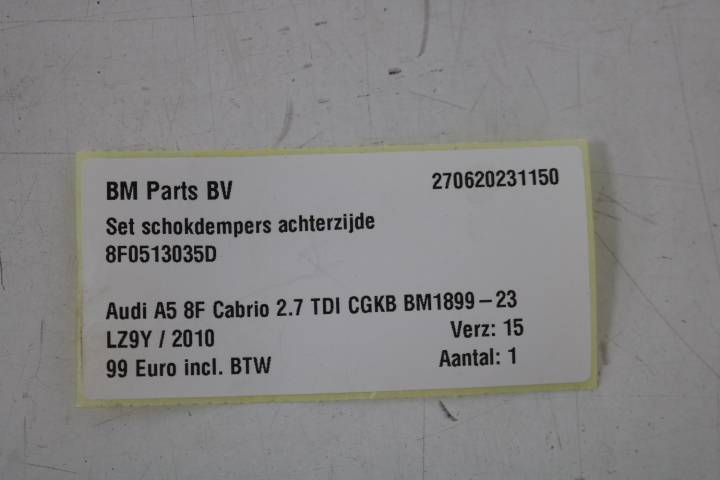 BM Parts BV 270620231150
Set schokdempers achterzijde
8F0513035D
Audi A5 8F Cabrio 2.7 TDI CGKB BM1899-23
LZ9Y / 2010 Verz: 15
99 Euro incl. BTW Aantal: 1